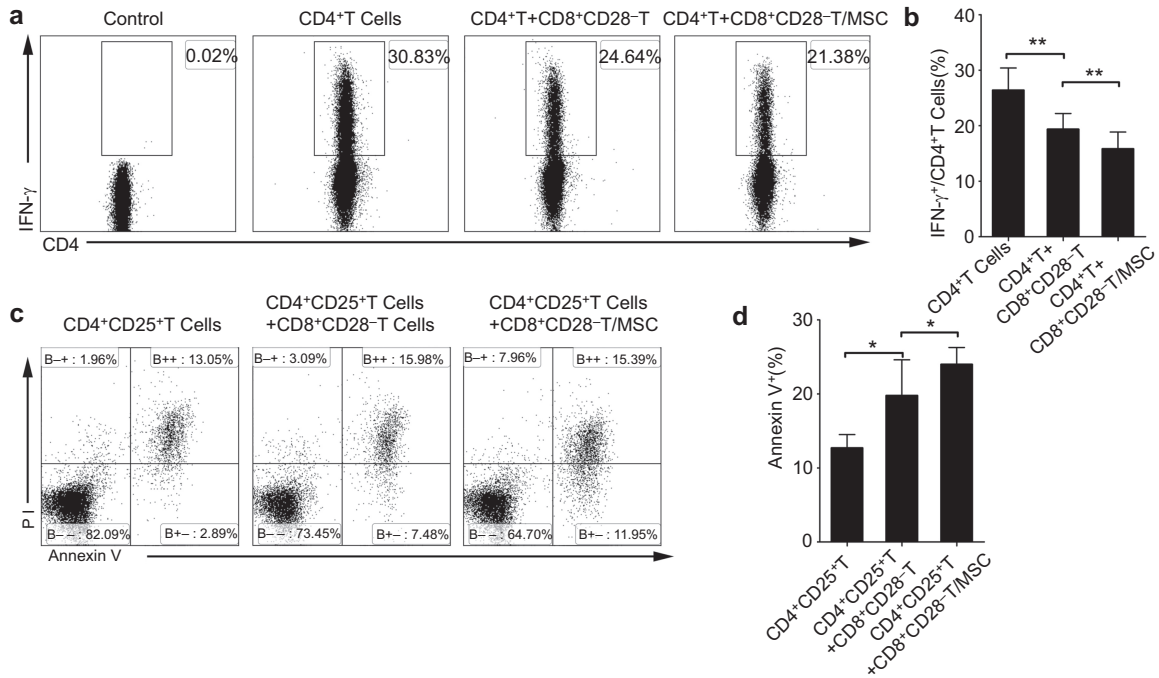 a
Control
CD4⁺T Cells
CD4⁺T+CD8⁺CD28⁻T
CD4⁺T+CD8⁺CD28⁻T/MSC
0.02%
30.83%
24.64%
21.38%
IFN-γ
CD4
b
IFN-γ⁺/CD4⁺T Cells(%)
40
30
20
10
0
**
**
CD4⁺T Cells
CD4⁺T+
CD8⁺CD28⁻T
CD4⁺T+
CD8⁺CD28⁻T/MSC
c
CD4⁺CD25⁺T Cells
CD4⁺CD25⁺T Cells
+CD8⁺CD28⁻T Cells
CD4⁺CD25⁺T Cells
+CD8⁺CD28⁻T/MSC
B–+ : 1.96%
B++ : 13.05%
B–+ : 3.09%
B++ : 15.98%
B–+ : 7.96%
B++ : 15.39%
B– – : 82.09%
B+– : 2.89%
B– – : 73.45%
B+– : 7.48%
B– – : 64.70%
B+– : 11.95%
P I
Annexin V
d
Annexin V⁺(%)
30
20
10
0
*
*
CD4⁺CD25⁺T
CD4⁺CD25⁺T
+CD8⁺CD28⁻T
CD4⁺CD25⁺T
+CD8⁺CD28⁻T/MSC